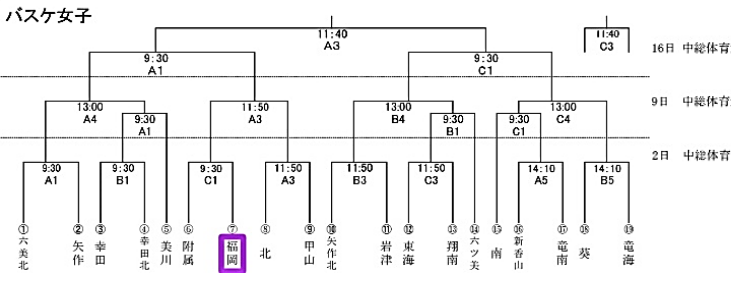 バスケ女子
11:40
A3
11:40
C3
16日 中総体育
9:30
A1
9:30
C1
13:00
A4
11:50
A3
13:00
B4
13:00
C4
9日 中総体育
9:30
A1
9:30
B1
9:30
C1
2日 中総体育
9:30
A1
9:30
B1
9:30
C1
11:50
A3
11:50
B3
11:50
C3
14:10
A5
14:10
B5
①六美北
②矢作
③幸田
④幸田北
⑤美川
⑥附属
⑦福岡
⑧北
⑨甲山
⑩矢作北
⑪岩津
⑫東海
⑬翔南
⑭六ツ美
⑮南
⑯新香山
⑰竜南
⑱葵
⑲竜海